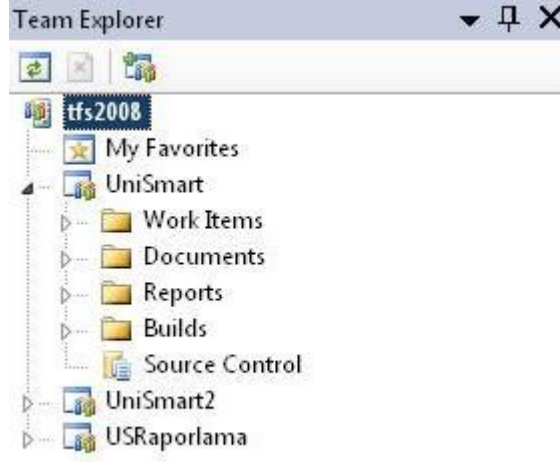 Team Explorer
tfs2008
My Favorites
UniSmart
Work Items
Documents
Reports
Builds
Source Control
UniSmart2
USRaporlama